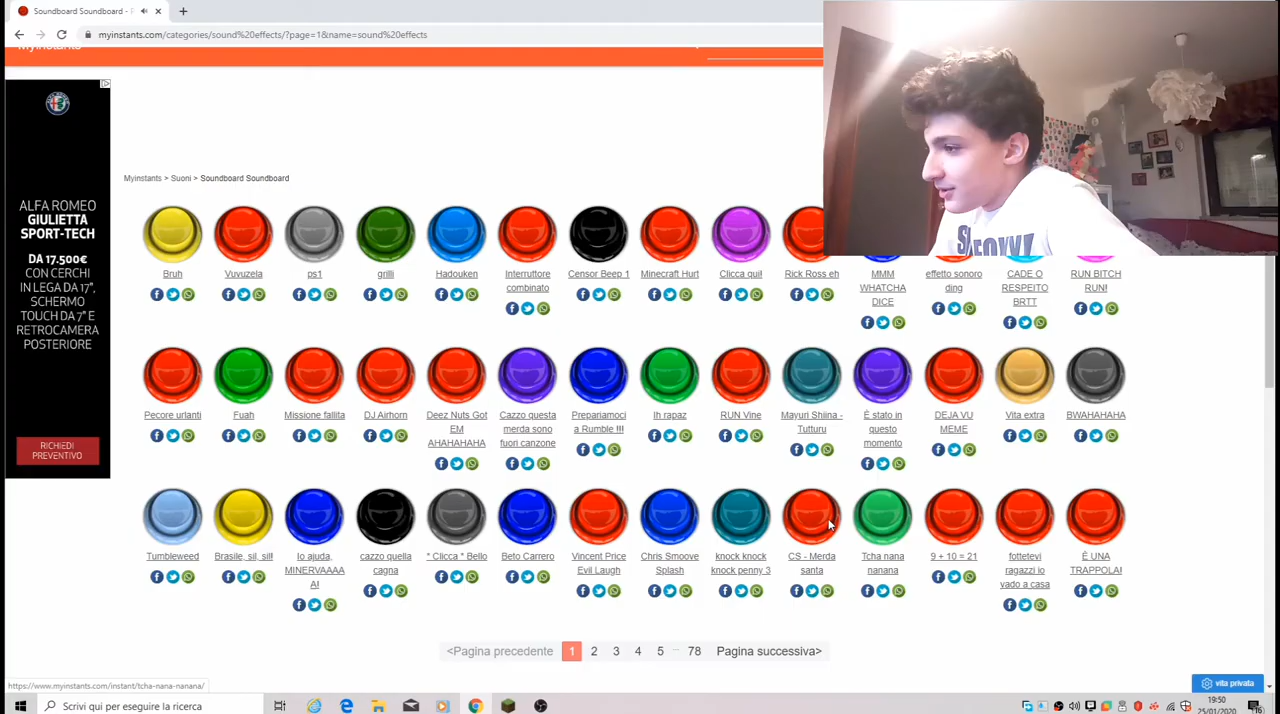 Soundboard Soundboard -
myinstants.com/categories/sound%20effects/?page=1&name=sound%20effects
ALFA ROMEO
GIULIETTA
SPORT-TECH
DA 17.500€
CON CERCHI
IN LEGA DA 17",
SCHERMO
TOUCH DA 7" E
RETROCAMERA
POSTERIORE
RICHIEDI
PREVENTIVO
Myinstants > Suoni > Soundboard Soundboard
Bruh
Vuvuzela
ps1
grilli
Hadouken
Interruttore
combinato
Censor Beep 1
Minecraft Hurt
Clicca qui!
Rick Ross eh
MMM
WHATCHA
DICE
effetto sonoro
ding
CADE O
RESPEITO
BRTT
RUN BITCH
RUN!
Pecore urlanti
Fuah
Missione fallita
DJ Airhorn
Deez Nuts Got
EM
AHAHAHAHA
Cazzo questa
merda sono
fuori canzone
Prepariamoci
a Rumble !!!
Ih rapaz
RUN Vine
Mayuri Shiina -
Tutturu
È stato in
questo
momento
DEJA VU
MEME
Vita extra
BWAHAHAHA
Tumbleweed
Brasile, sil, sil!
Io ajuda,
MINERVAAAA
A!
cazzo quella
cagna
* Clicca * Bello
Beto Carrero
Vincent Price
Evil Laugh
Chris Smoove
Splash
knock knock
knock penny 3
CS - Merda
santa
Tcha nana
nanana
9 + 10 = 21
fottetevi
ragazzi io
vado a casa
È UNA
TRAPPOLA!
<Pagina precedente 1 2 3 4 5 ... 78 Pagina successiva>
https://www.myinstants.com/instant/tcha-nana-nanana/
vita privata
Scrivi qui per eseguire la ricerca
19:50
25/01/2020